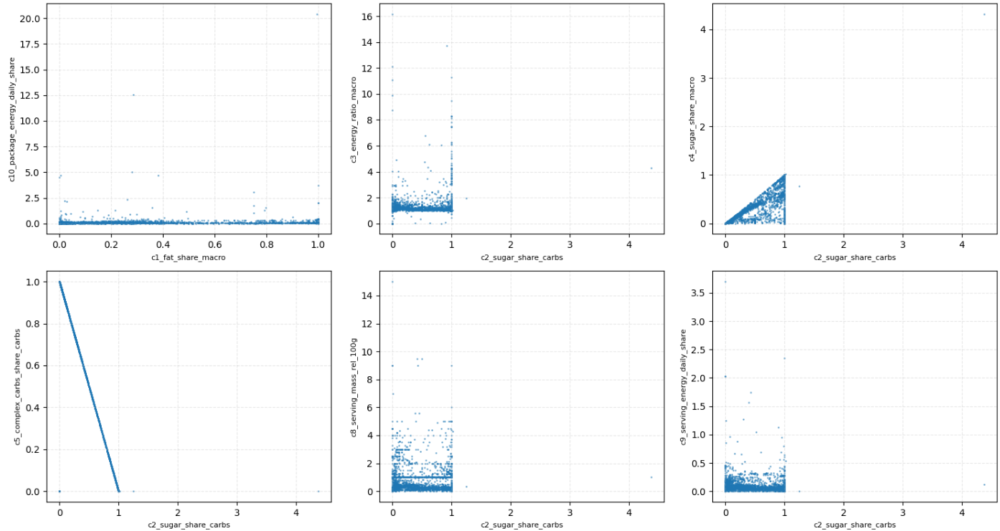 20.0
17.5
15.0
12.5
10.0
7.5
5.0
2.5
0.0
c10_package_energy_daily_share
0.0 0.2 0.4 0.6 0.8 1.0
c1_fat_share_macro
16
14
12
10
8
6
4
2
0
c3_energy_ratio_macro
0 1 2 3 4
c2_sugar_share_carbs
4
3
2
1
0
c4_sugar_share_macro
0 1 2 3 4
c2_sugar_share_carbs
1.0
0.8
0.6
0.4
0.2
0.0
c5_complex_carbs_share_carbs
0 1 2 3 4
c2_sugar_share_carbs
14
12
10
8
6
4
2
0
c8_serving_mass_rel_100g
0 1 2 3 4
c2_sugar_share_carbs
3.5
3.0
2.5
2.0
1.5
1.0
0.5
0.0
c9_serving_energy_daily_share
0 1 2 3 4
c2_sugar_share_carbs